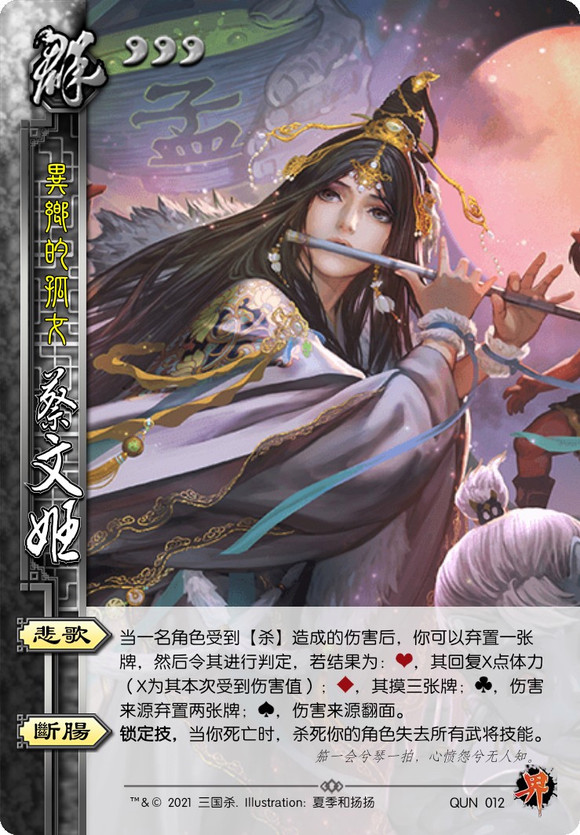 群
孟
異鄉的孤女
蔡文姬
悲歌
当一名角色受到【杀】造成的伤害后，你可以弃置一张
牌，然后令其进行判定，若结果为：♥，其回复X点体力
（X为其本次受到伤害值）；♦，其摸三张牌；♣，伤害
来源弃置两张牌；♠，伤害来源翻面。
斷腸
锁定技，当你死亡时，杀死你的角色失去所有武将技能。
笳一会兮琴一拍，心愤怨兮无人知。
™&© 2021 三国杀. Illustration: 夏季和扬扬
QUN 012
界